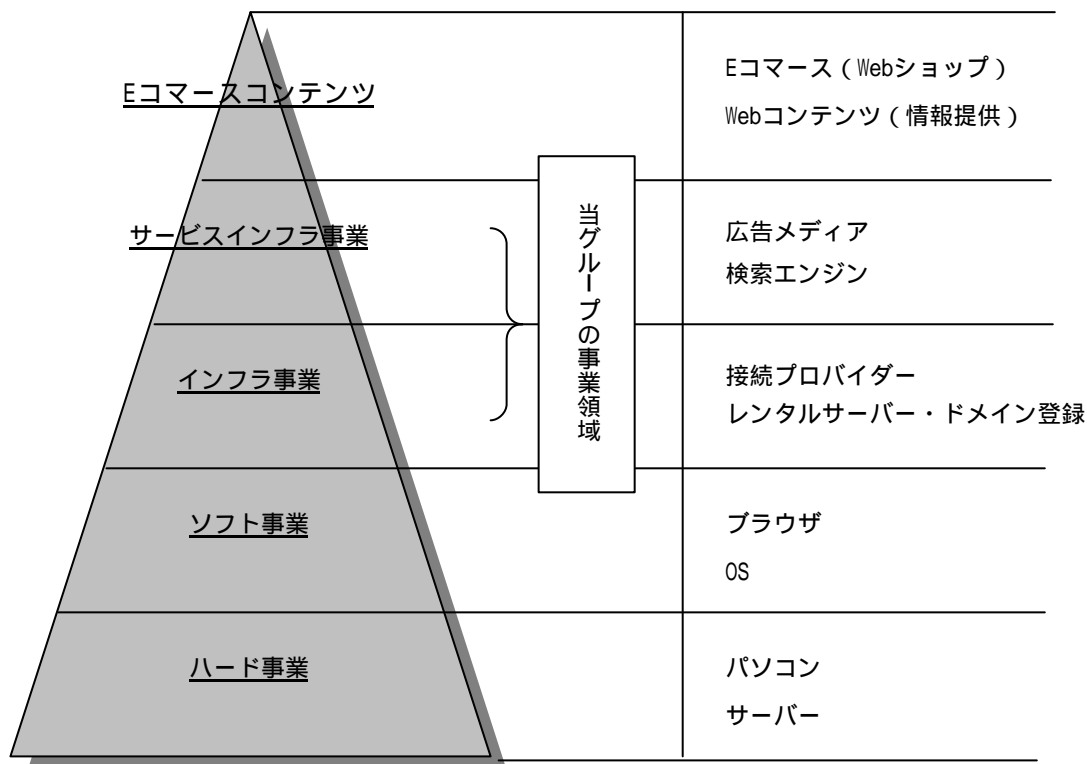 Eコマースコンテンツ
Eコマース（Webショップ）
Webコンテンツ（情報提供）
当グループの事業領域
サービスインフラ事業
広告メディア
検索エンジン
インフラ事業
接続プロバイダー
レンタルサーバー・ドメイン登録
ソフト事業
ブラウザ
OS
ハード事業
パソコン
サーバー